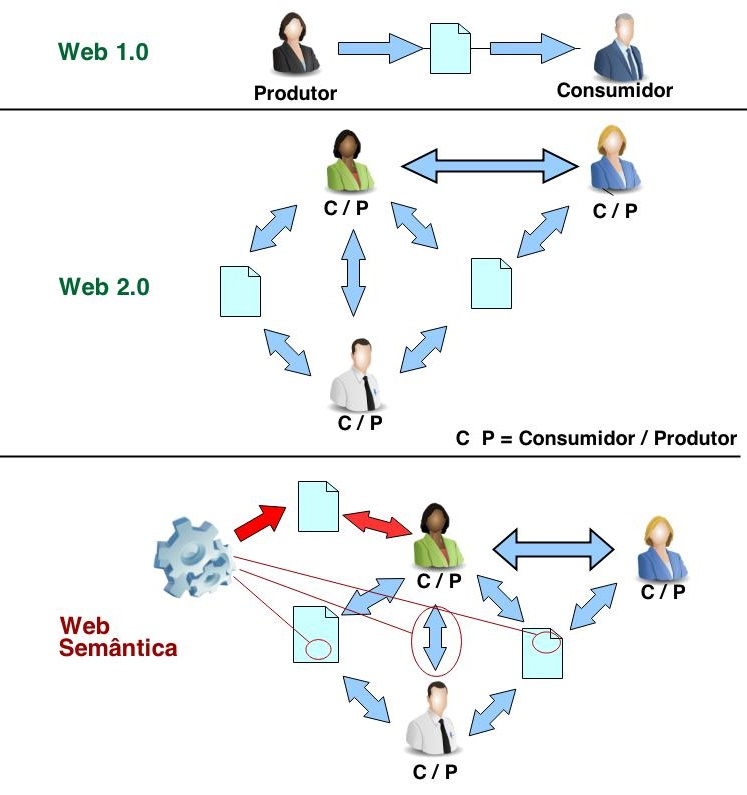 Web 1.0
Produtor
Consumidor
C / P
C / P
Web 2.0
C / P
C P = Consumidor / Produtor
C / P
C / P
Web
Semântica
C / P